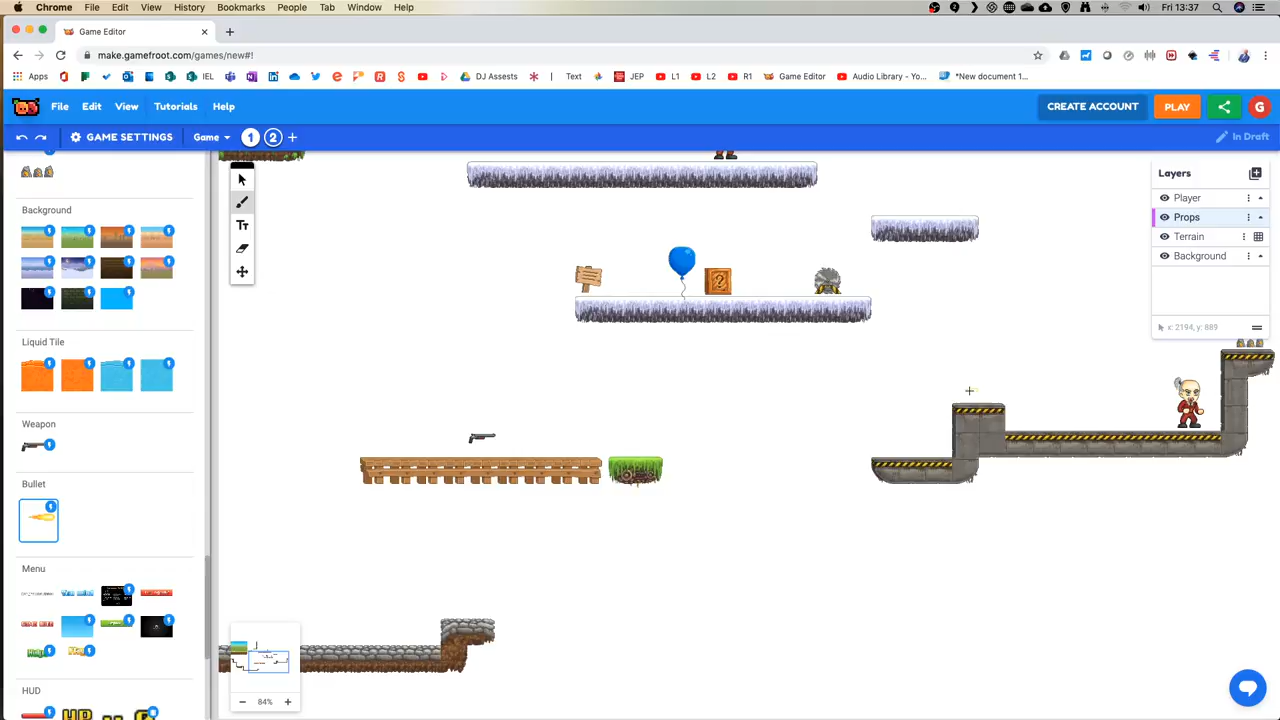 Chrome File Edit View History Bookmarks People Tab Window Help Fri 13:37
Game Editor
make.gamefroot.com/games/new#!
Apps IEL DJ Assests Text JEP L1 L2 R1 Game Editor Audio Library - Yo... *New document 1...
File Edit View Tutorials Help CREATE ACCOUNT PLAY G
GAME SETTINGS Game 1 2 In Draft
Layers
Player
Props
Terrain
Background
x: 2194, y: 889
Background
Liquid Tile
Weapon
Bullet
Menu
HUD
Tt
?
84%